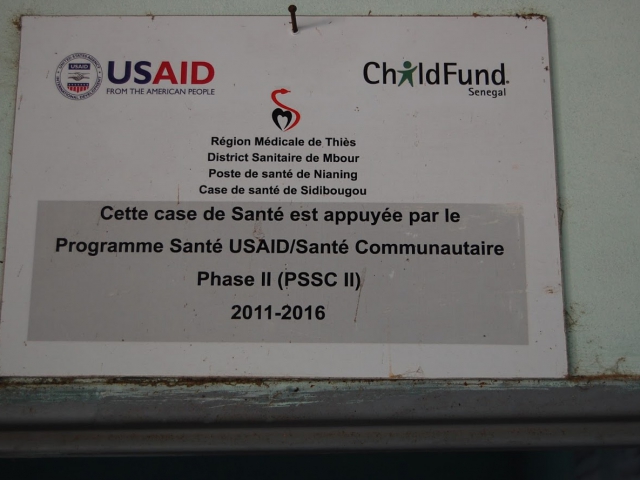 USAID
FROM THE AMERICAN PEOPLE
USAID
ChildFund.
Senegal
Région Médicale de Thiès
District Sanitaire de Mbour
Poste de santé de Nianing
Case de santé de Sidibougou
Cette case de Santé est appuyée par le
Programme Santé USAID/Santé Communautaire
Phase II (PSSC II)
2011-2016